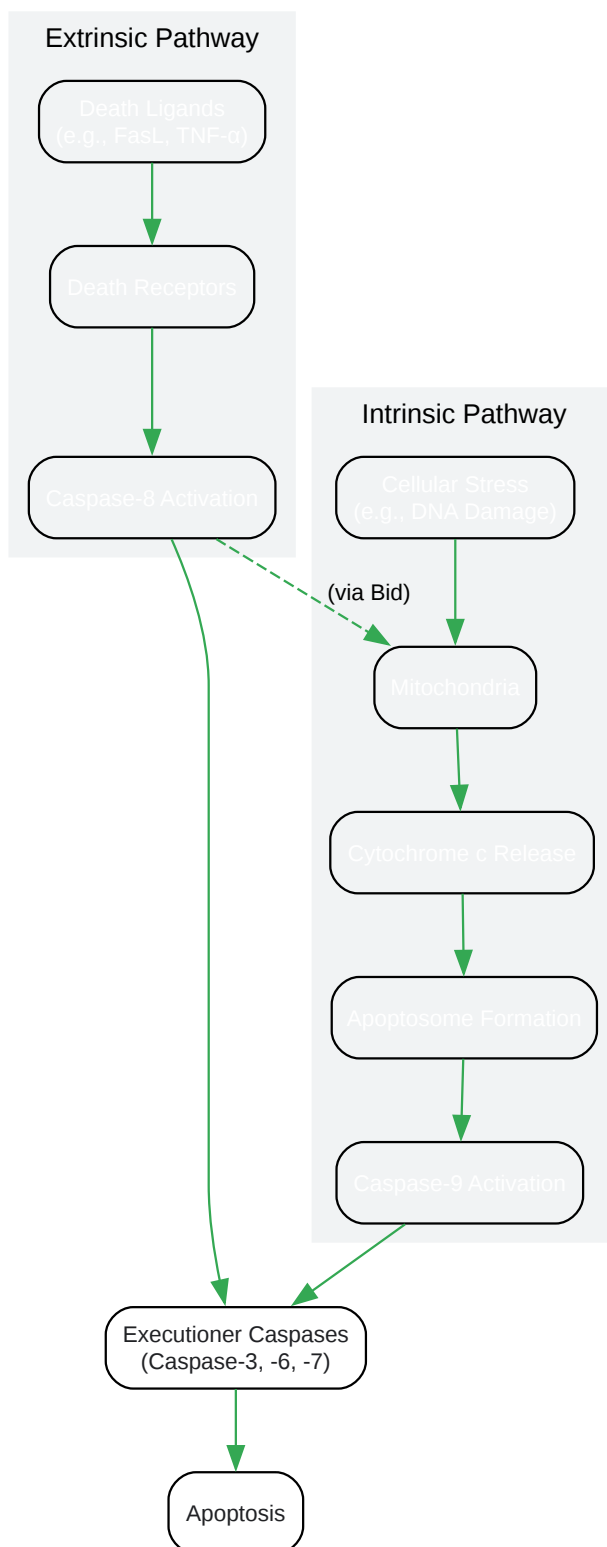 Extrinsic Pathway
Death Ligands
(e.g., FasL, TNF-α)
Death Receptors
Caspase-8 Activation
Intrinsic Pathway
Cellular Stress
(e.g., DNA Damage)
(via Bid)
Mitochondria
Cytochrome c Release
Apoptosome Formation
Caspase-9 Activation
Executioner Caspases
(Caspase-3, -6, -7)
Apoptosis